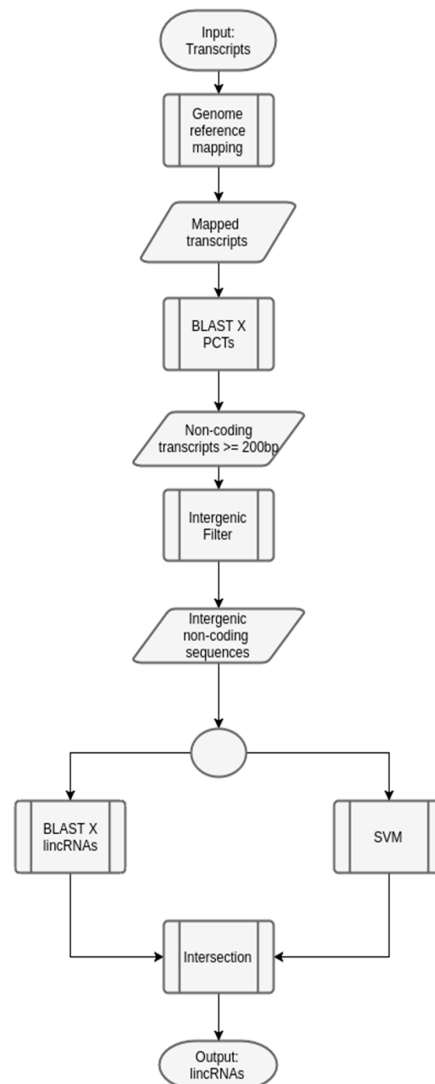 Input:
Transcripts
Genome
reference
mapping
Mapped
transcripts
BLAST X
PCTs
Non-coding
transcripts >= 200bp
Intergenic
Filter
Intergenic
non-coding
sequences
BLAST X
lincRNAs
SVM
Intersection
Output:
lincRNAs